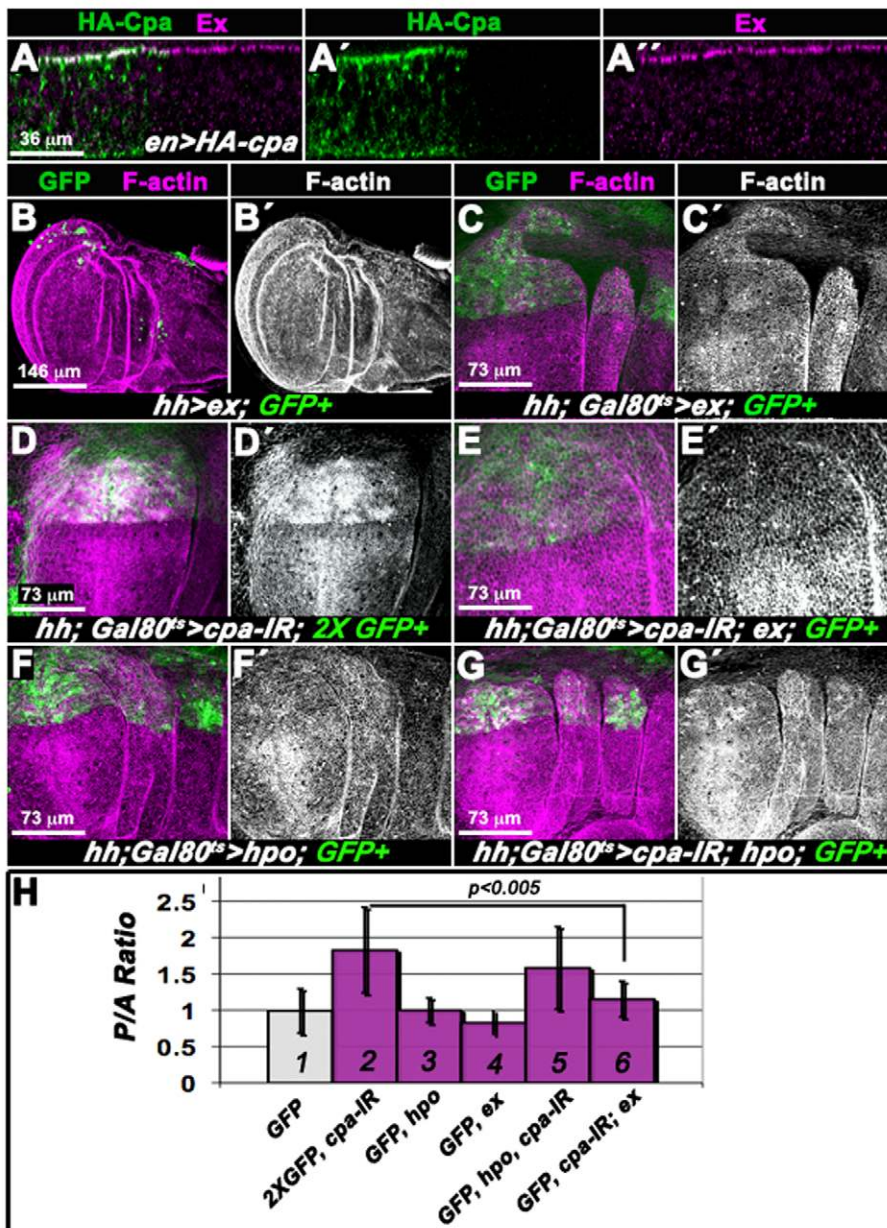 HA-Cpa Ex HA-Cpa Ex
A A´ A´´
36 µm en>HA-cpa
GFP F-actin F-actin GFP F-actin F-actin
B B´ C C´
146 µm 73 µm
hh>ex; GFP+ hh; Gal80ts>ex; GFP+
D D´ E E´
73 µm 73 µm
hh; Gal80ts>cpa-IR; 2X GFP+ hh;Gal80ts>cpa-IR; ex; GFP+
F F´ G G´
73 µm 73 µm
hh;Gal80ts>hpo; GFP+ hh;Gal80ts>cpa-IR; hpo; GFP+
H
p<0.005
P/A Ratio
2.5
2
1.5
1
0.5
0
1 2 3 4 5 6
GFP
2XGFP, cpa-IR
GFP, hpo
GFP, ex
GFP, hpo, cpa-IR
GFP, cpa-IR; ex